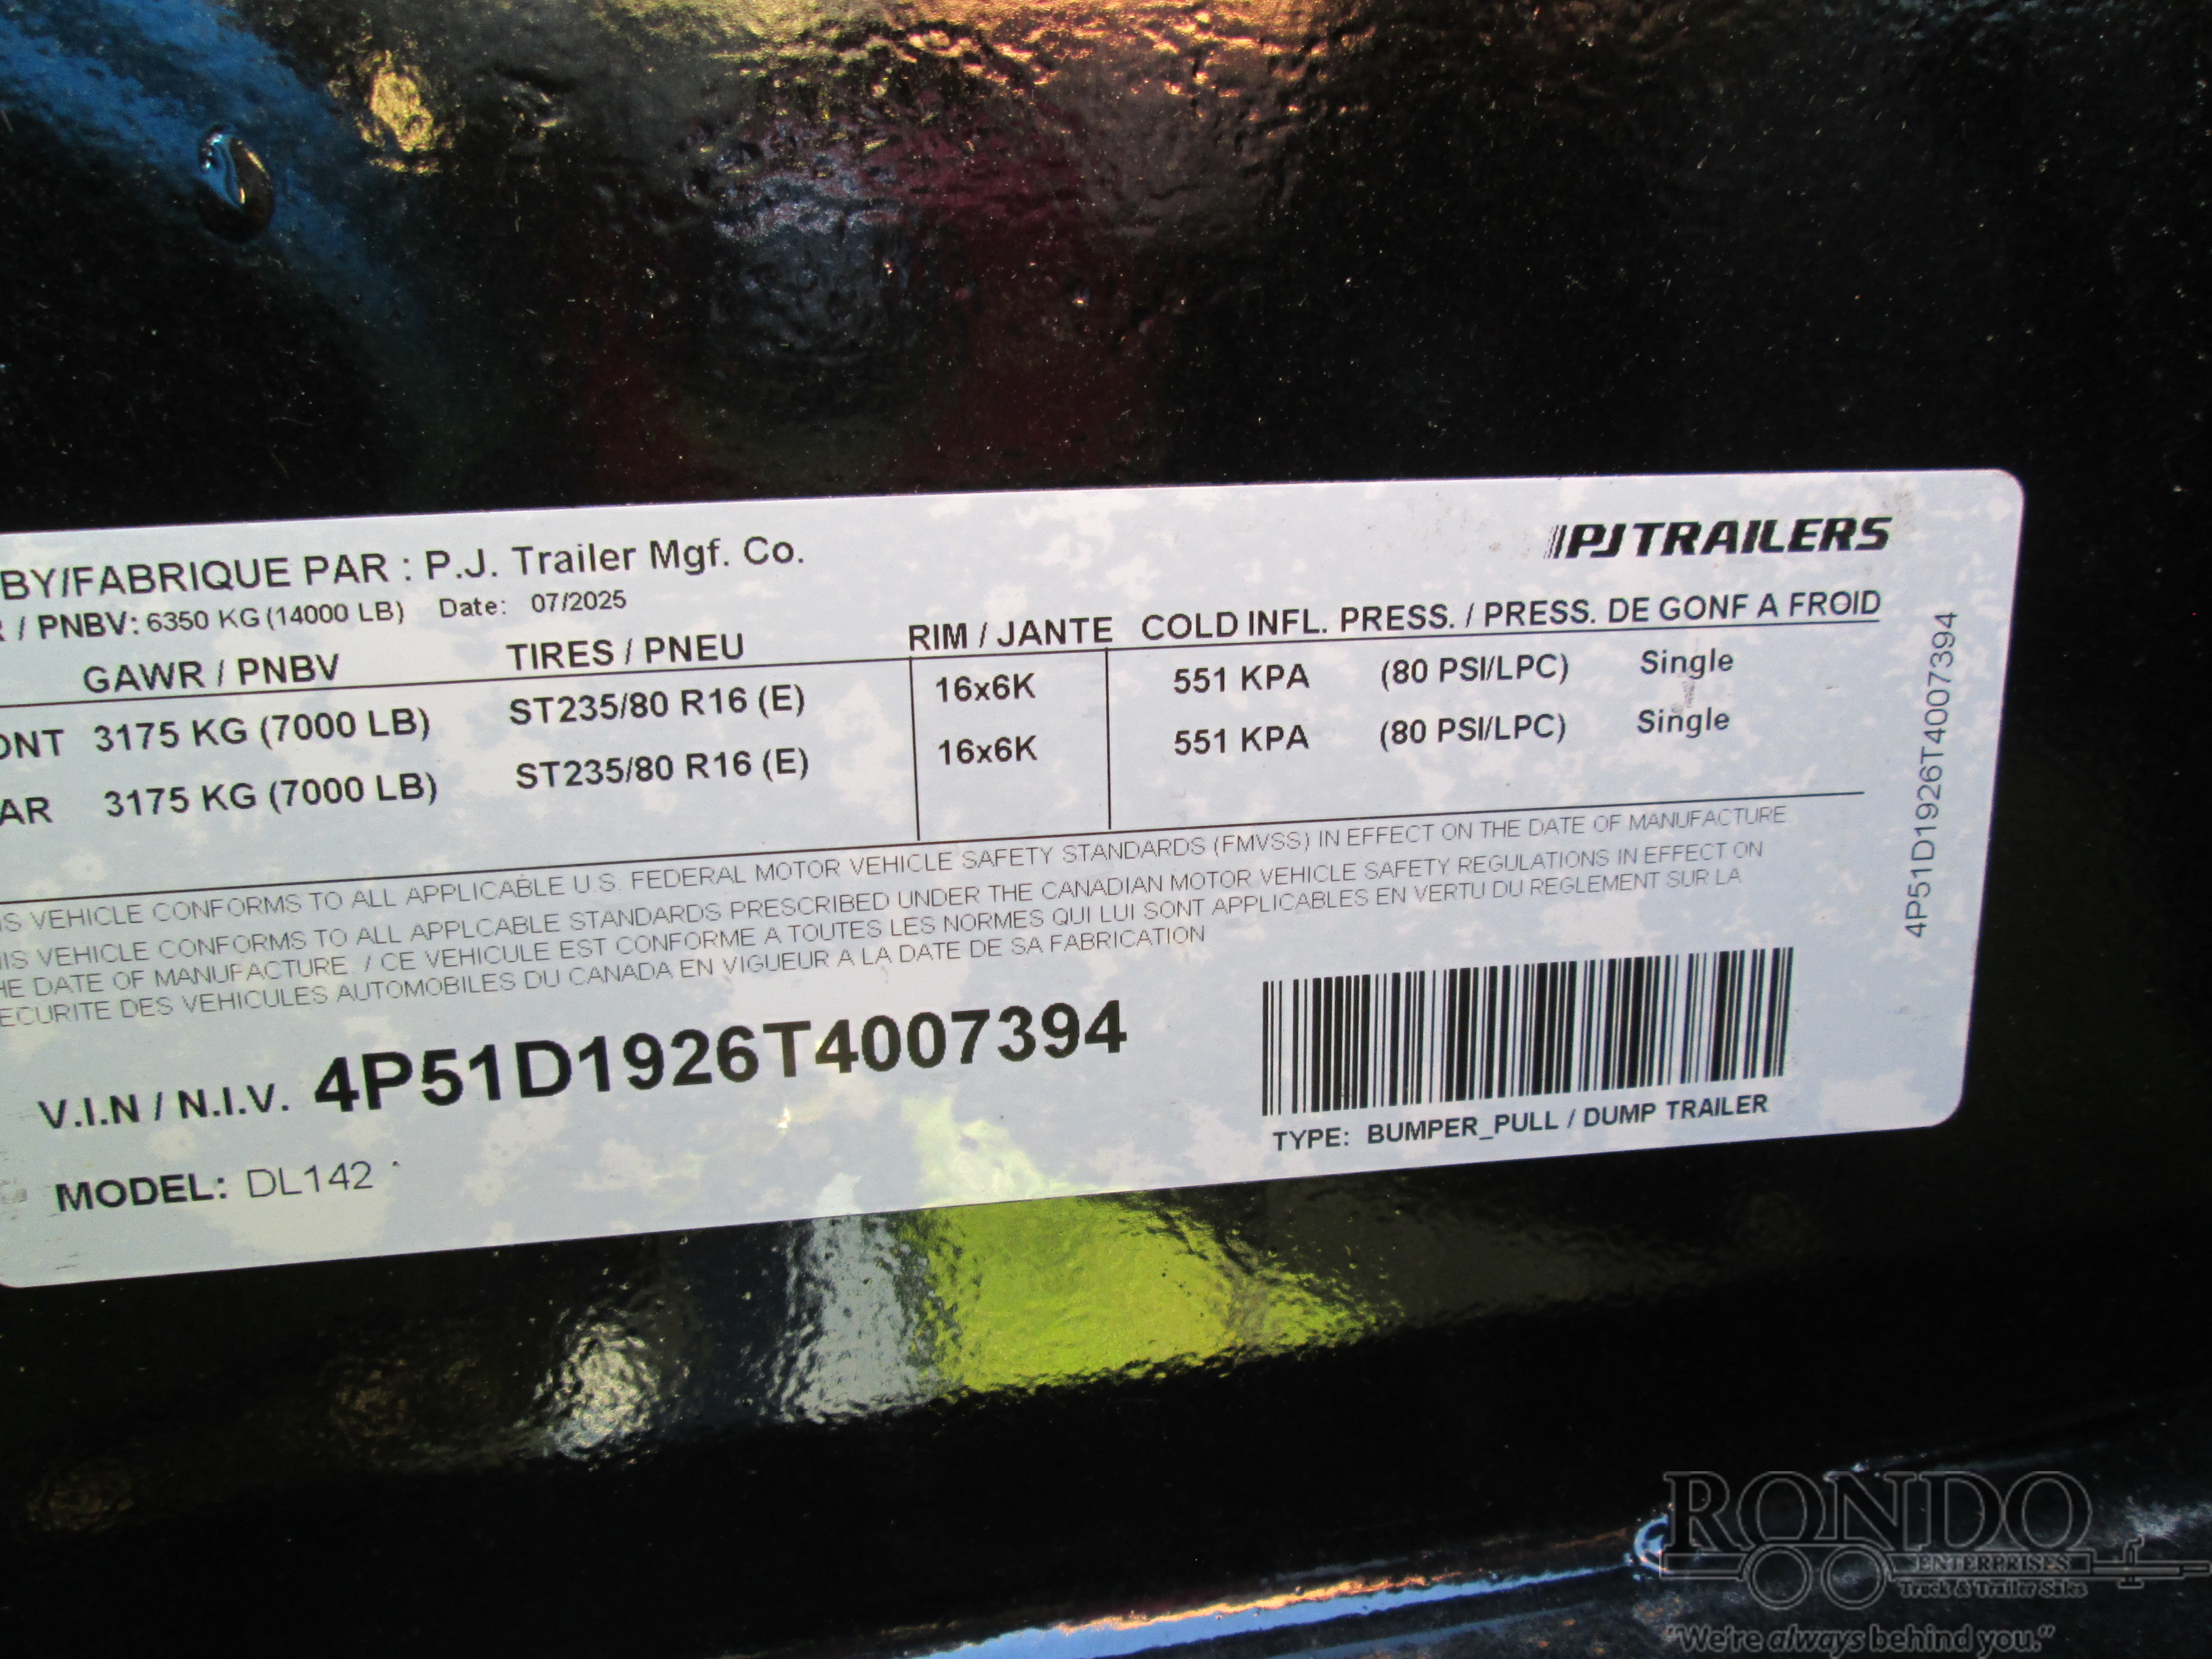 BY/FABRIQUE PAR : P.J. Trailer Mgf. Co.
PJ TRAILERS
/ PNBV: 6350 KG (14000 LB) Date: 07/2025
GAWR / PNBV TIRES / PNEU RIM / JANTE COLD INFL. PRESS. / PRESS. DE GONF A FROID
ONT 3175 KG (7000 LB) ST235/80 R16 (E) 16x6K 551 KPA (80 PSI/LPC) Single
AR 3175 KG (7000 LB) ST235/80 R16 (E) 16x6K 551 KPA (80 PSI/LPC) Single
IS VEHICLE CONFORMS TO ALL APPLICABLE U.S. FEDERAL MOTOR VEHICLE SAFETY STANDARDS (FMVSS) IN EFFECT ON THE DATE OF MANUFACTURE
IS VEHICLE CONFORMS TO ALL APPLCABLE STANDARDS PRESCRIBED UNDER THE CANADIAN MOTOR VEHICLE SAFETY REGULATIONS IN EFFECT ON
HE DATE OF MANUFACTURE / CE VEHICULE EST CONFORME A TOUTES LES NORMES QUI LUI SONT APPLICABLES EN VERTU DU REGLEMENT SUR LA
ECURITE DES VEHICULES AUTOMOBILES DU CANADA EN VIGUEUR A LA DATE DE SA FABRICATION
V.I.N / N.I.V. 4P51D1926T4007394
TYPE: BUMPER_PULL / DUMP TRAILER
MODEL: DL142
4P51D1926T4007394
RONDO
ENTERPRISES
Truck & Trailer Sales
"We're always behind you."